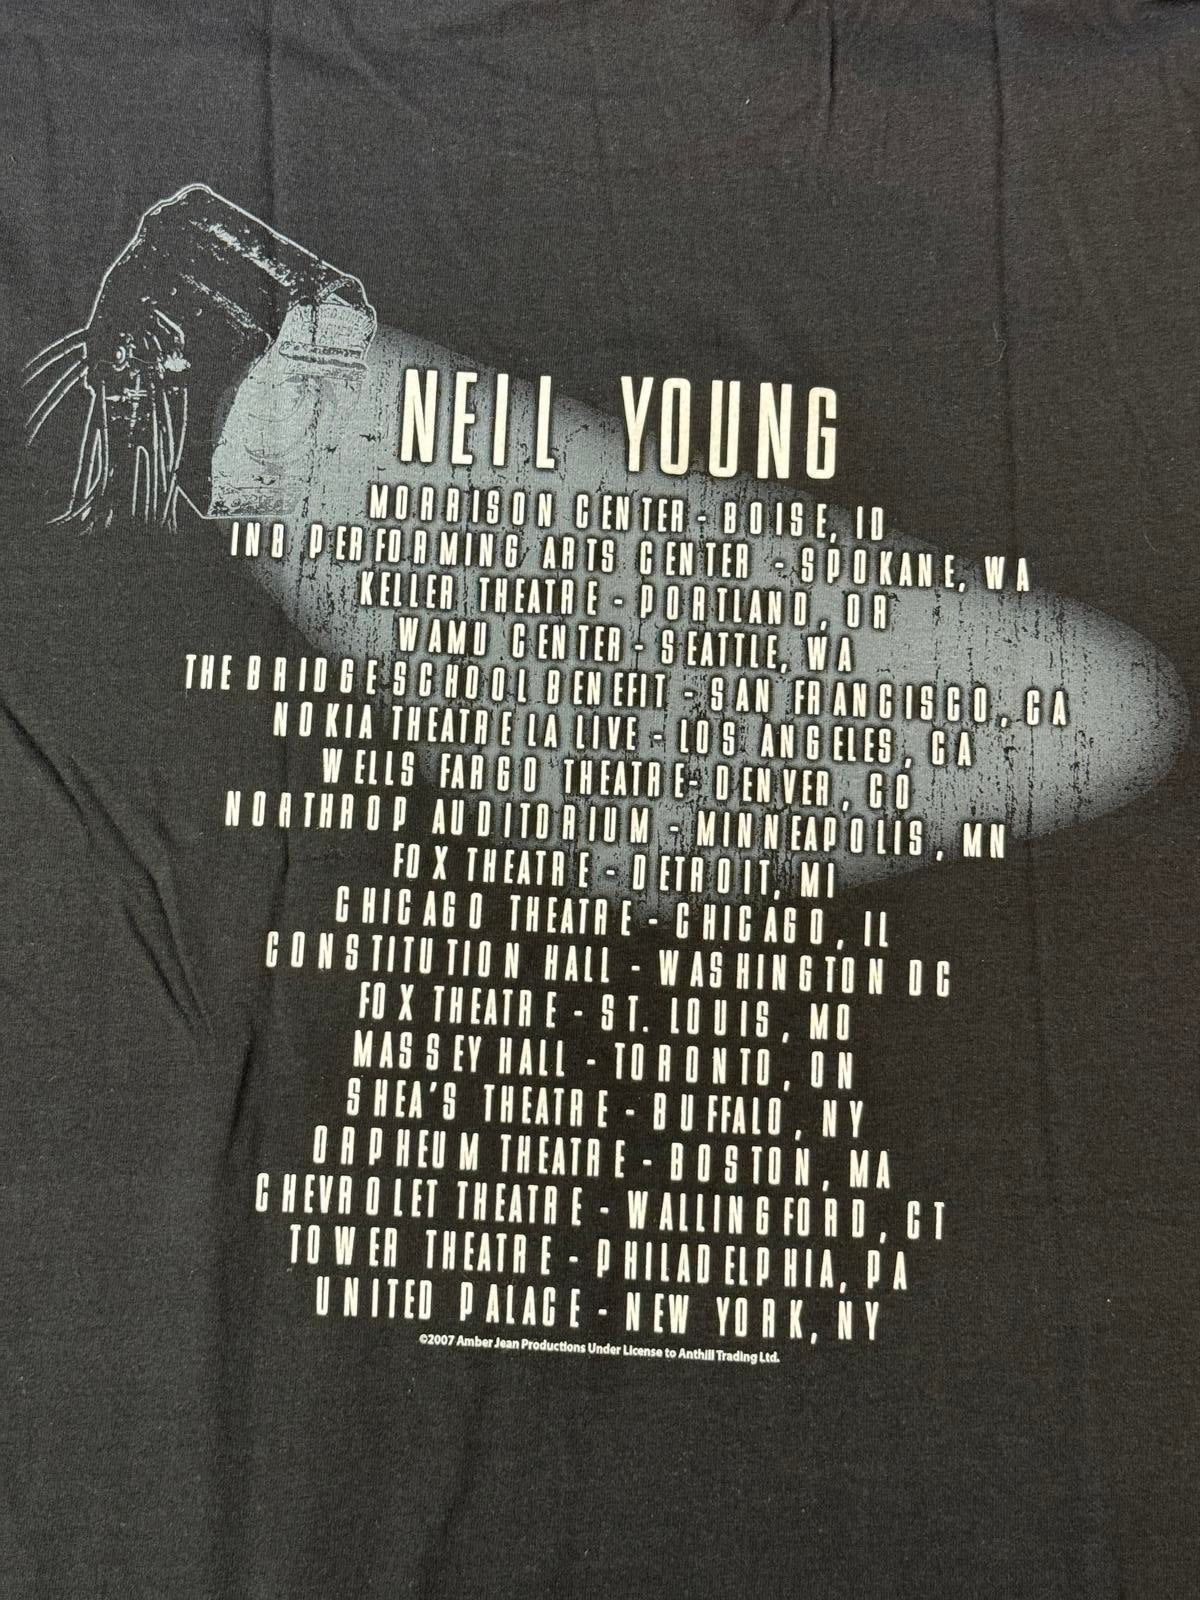 NEIL YOUNG
MORRISON CENTER - BOISE, ID
INB PERFORMING ARTS CENTER - SPOKANE, WA
KELLER THEATRE - PORTLAND, OR
WAMU CENTER - SEATTLE, WA
THE BRIDGE SCHOOL BENEFIT - SAN FRANCISCO, CA
NOKIA THEATRE LA LIVE - LOS ANGELES, CA
WELLS FARGO THEATRE- DENVER, CO
NORTHROP AUDITORIUM - MINNEAPOLIS, MN
FOX THEATRE - DETROIT, MI
CHICAGO THEATRE - CHICAGO, IL
CONSTITUTION HALL - WASHINGTON DC
FOX THEATRE - ST. LOUIS, MO
MASSEY HALL - TORONTO, ON
SHEA'S THEATRE - BUFFALO, NY
ORPHEUM THEATRE - BOSTON, MA
CHEVROLET THEATRE - WALLINGFORD, CT
TOWER THEATRE - PHILADELPHIA, PA
UNITED PALACE - NEW YORK, NY
©2007 Amber Jean Productions Under License to Anthill Trading Ltd.